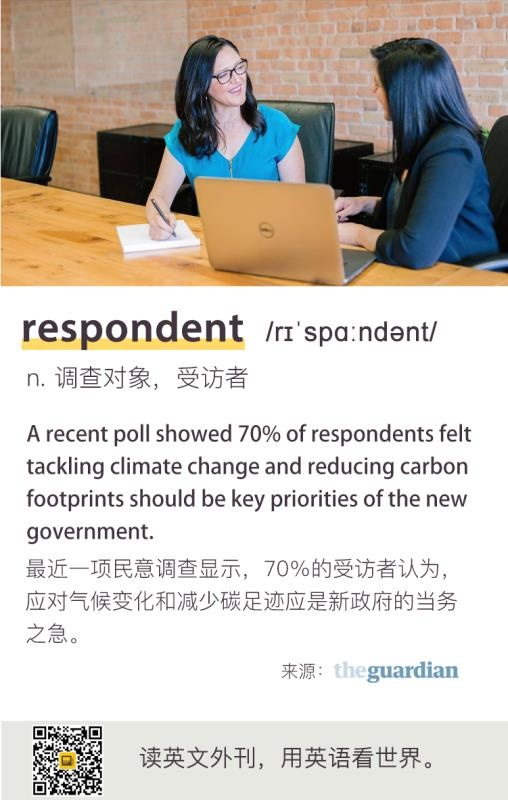 DELL
respondent /rɪˈspɑːndənt/
n. 调查对象，受访者
A recent poll showed 70% of respondents felt
tackling climate change and reducing carbon
footprints should be key priorities of the new
government.
最近一项民意调查显示，70%的受访者认为，
应对气候变化和减少碳足迹应是新政府的当务
之急。
来源：theguardian
读英文外刊，用英语看世界。